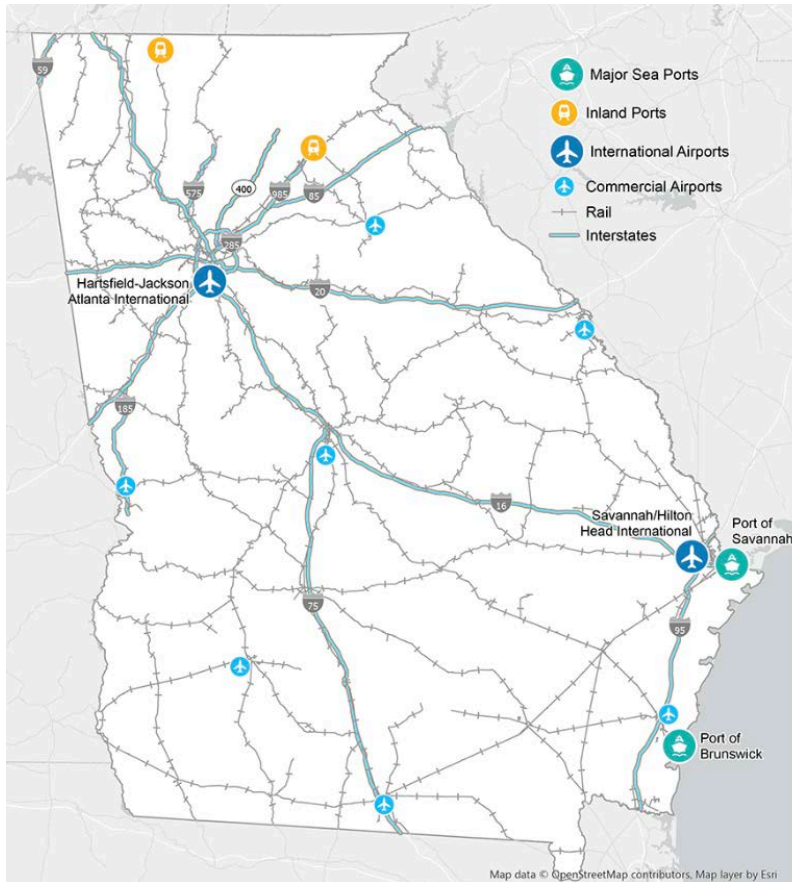 59
Major Sea Ports
Inland Ports
International Airports
Commercial Airports
Rail
Interstates
575
400
985
85
285
Hartsfield-Jackson
Atlanta International
20
185
16
Savannah/Hilton
Head International
Port of
Savannah
75
95
Port of
Brunswick
Map data © OpenStreetMap contributors, Map layer by Esri